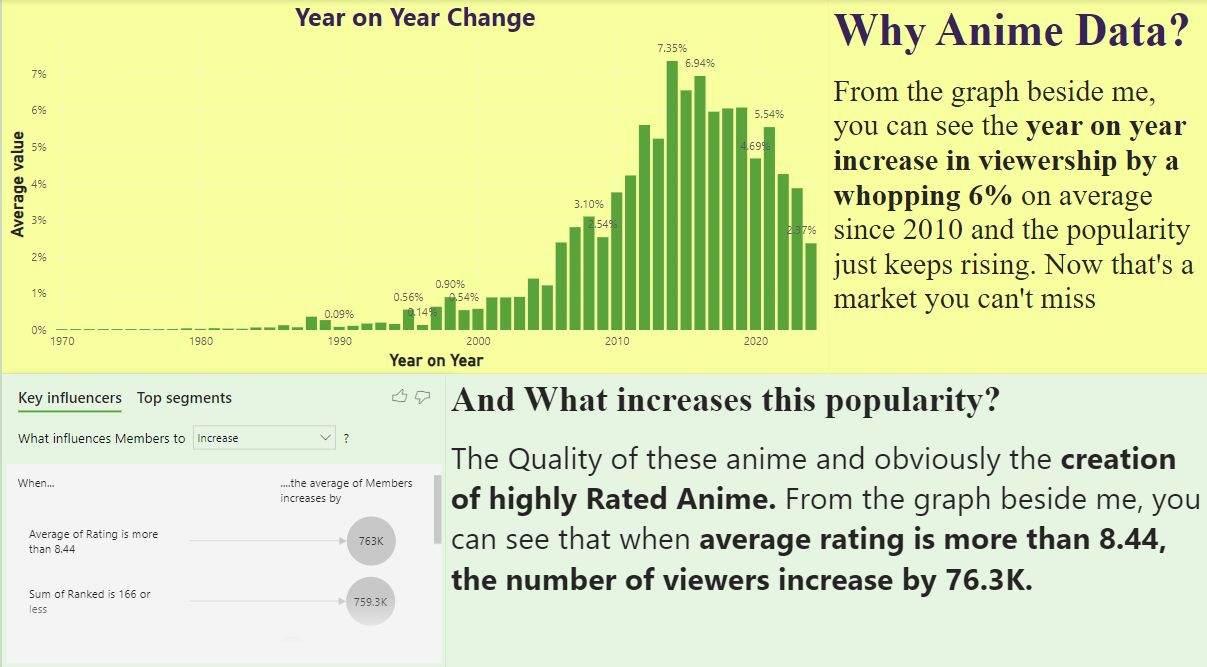 Year on Year Change
Average value
7%
6%
5%
4%
3%
2%
1%
0%
0.09%
0.56%
0.14%
0.90%
0.54%
3.10%
2.54%
7.35%
6.94%
4.69%
5.54%
2.37%
1970
1980
1990
2000
2010
2020
Year on Year
Why Anime Data?
From the graph beside me,
you can see the year on year
increase in viewership by a
whopping 6% on average
since 2010 and the popularity
just keeps rising. Now that's a
market you can't miss
Key influencers
Top segments
What influences Members to
Increase
?
When...
....the average of Members
increases by
Average of Rating is more
than 8.44
763K
Sum of Ranked is 166 or
less
759.3K
And What increases this popularity?
The Quality of these anime and obviously the creation
of highly Rated Anime. From the graph beside me, you
can see that when average rating is more than 8.44,
the number of viewers increase by 76.3K.